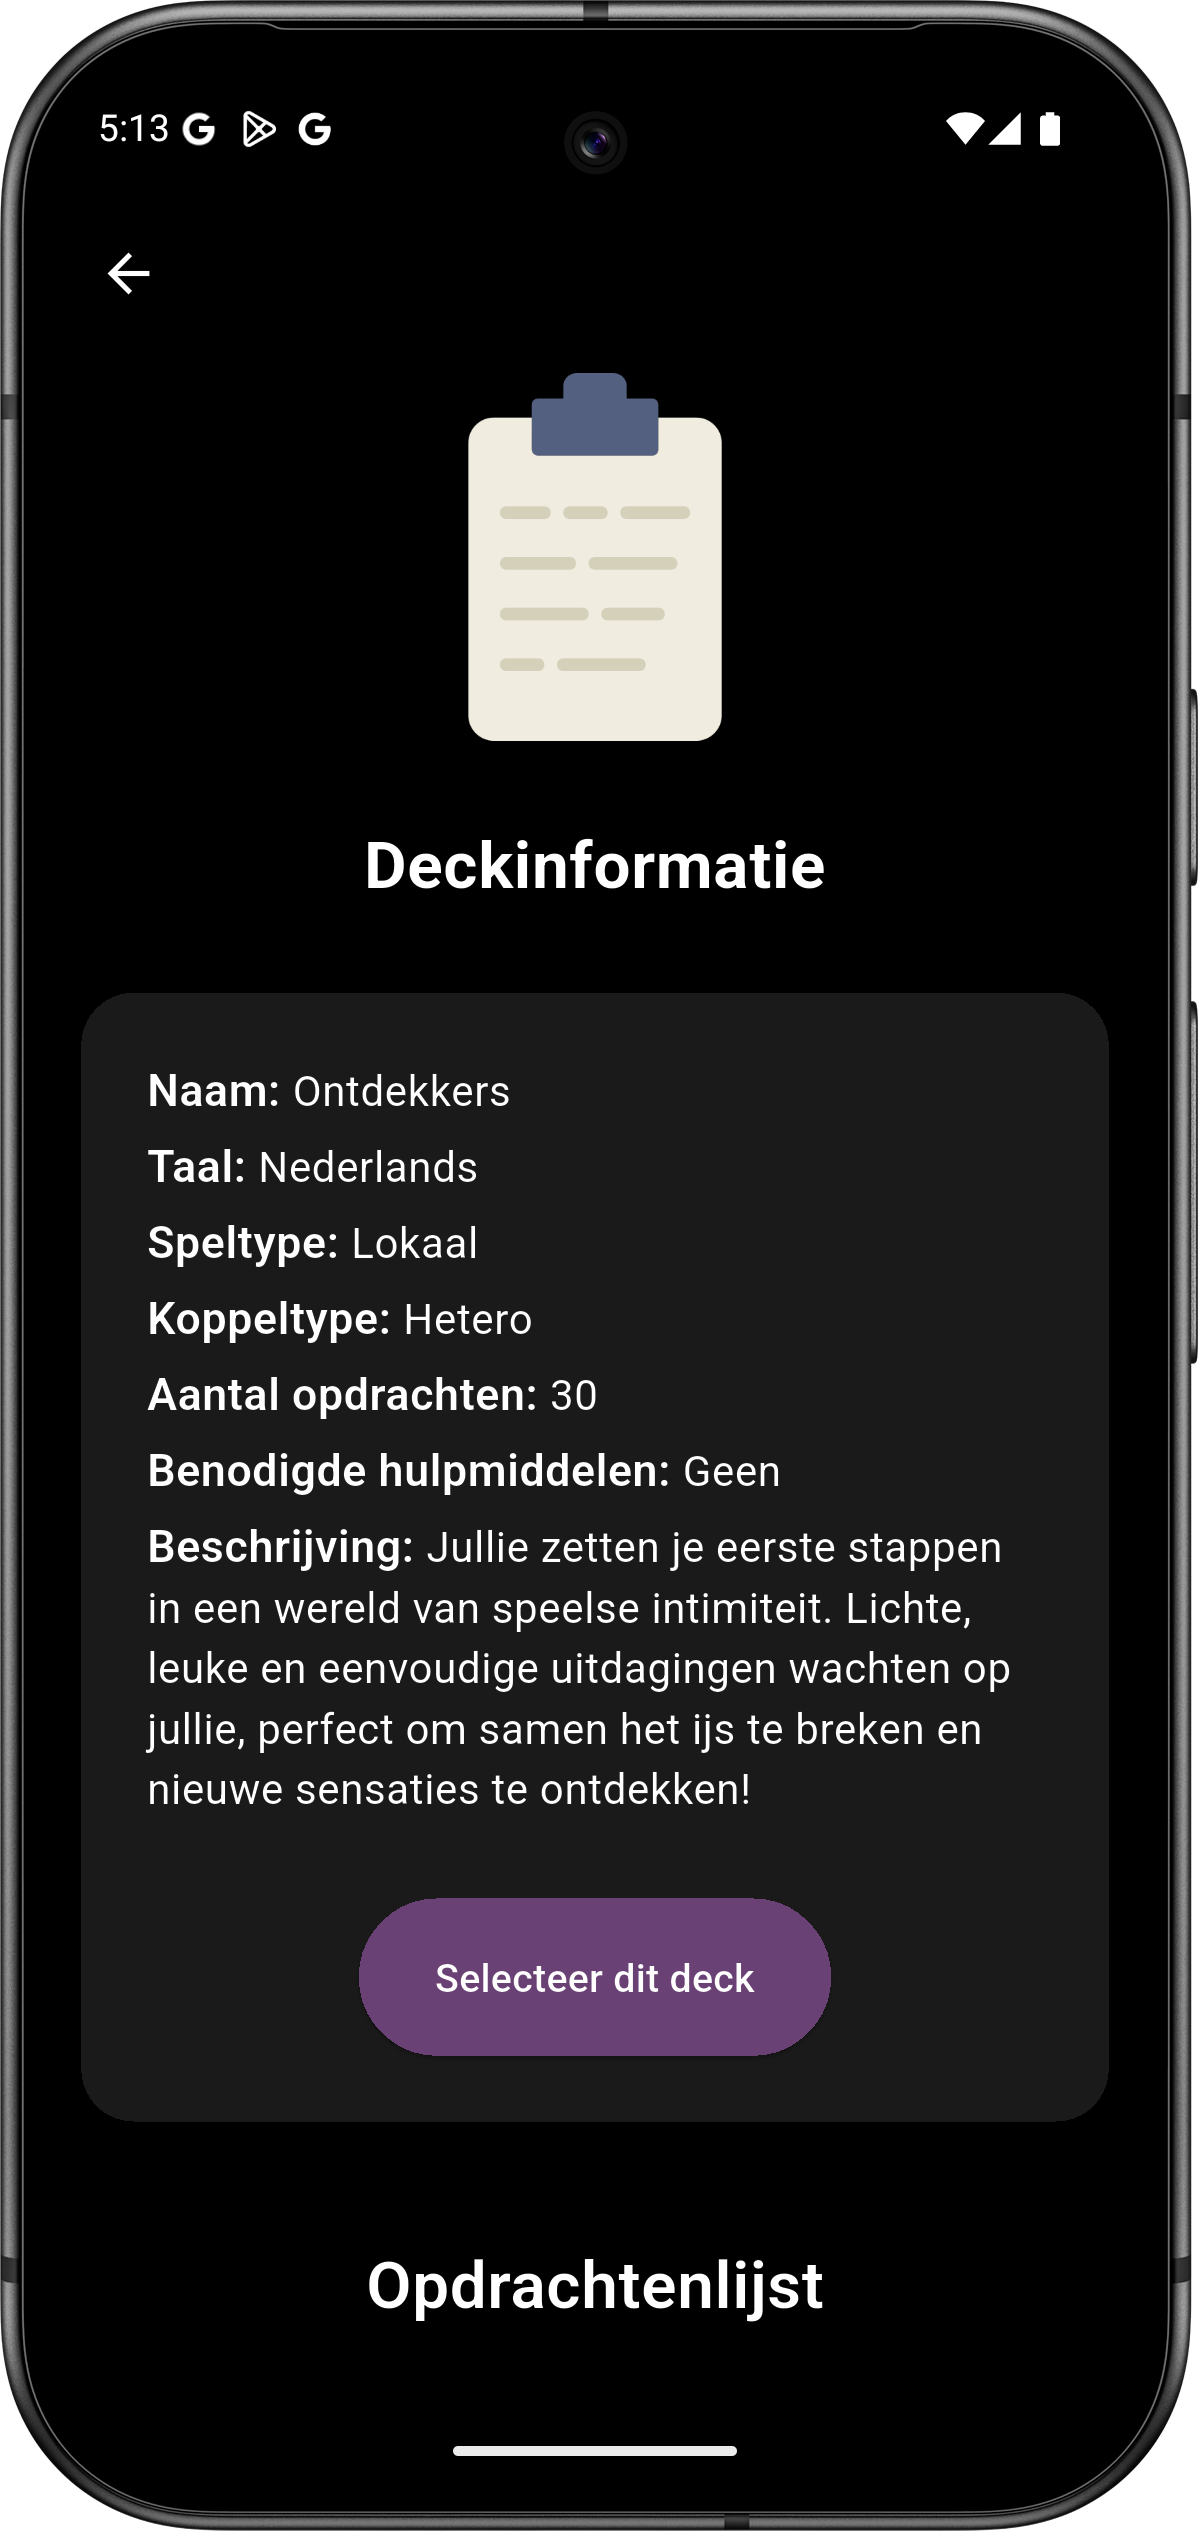 5:13
Deckinformatie
Naam: Ontdekkers
Taal: Nederlands
Speltype: Lokaal
Koppeltype: Hetero
Aantal opdrachten: 30
Benodigde hulpmiddelen: Geen
Beschrijving: Jullie zetten je eerste stappen
in een wereld van speelse intimiteit. Lichte,
leuke en eenvoudige uitdagingen wachten op
jullie, perfect om samen het ijs te breken en
nieuwe sensaties te ontdekken!
Selecteer dit deck
Opdrachtenlijst